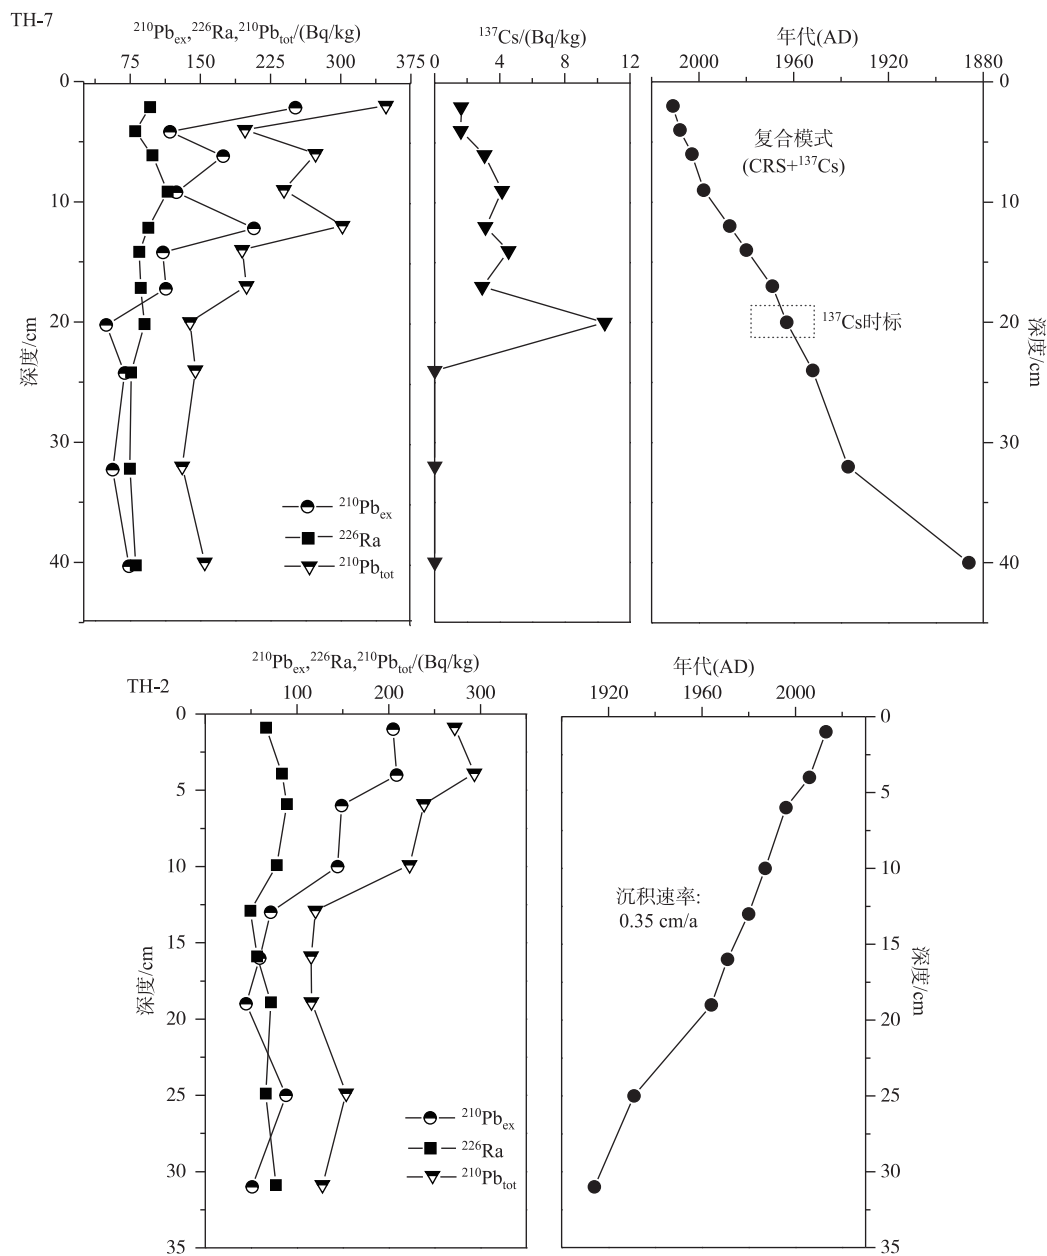 TH-7
²¹⁰Pbₑₓ,²²⁶Ra,²¹⁰Pbₜₒₜ/(Bq/kg)
75 150 225 300 375
¹³⁷Cs/(Bq/kg)
0 4 8 12
年代(AD)
2000 1960 1920 1880
0
10
20
30
40
深度/cm
²¹⁰Pbₑₓ
²²⁶Ra
²¹⁰Pbₜₒₜ
复合模式
(CRS+¹³⁷Cs)
¹³⁷Cs时标
0
10
20
30
40
深度/cm
TH-2
²¹⁰Pbₑₓ,²²⁶Ra,²¹⁰Pbₜₒₜ/(Bq/kg)
100 200 300
年代(AD)
1920 1960 2000
0
5
10
15
20
25
30
35
深度/cm
²¹⁰Pbₑₓ
²²⁶Ra
²¹⁰Pbₜₒₜ
沉积速率:
0.35 cm/a
0
5
10
15
20
25
30
35
深度/cm